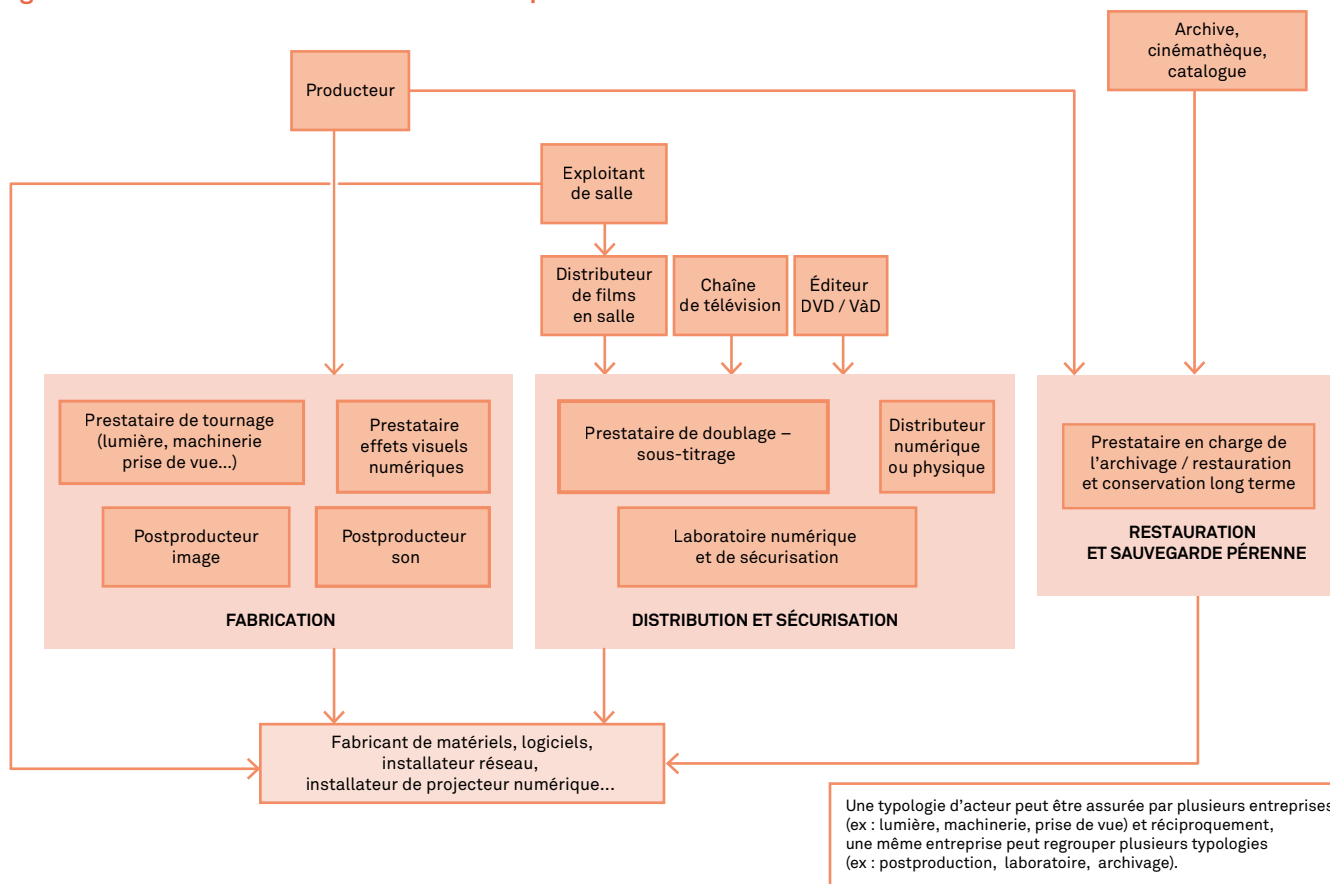 Archive,
cinémathèque,
catalogue
Producteur
Exploitant
de salle
Distributeur
de films
en salle
Chaîne
de télévision
Éditeur
DVD / VàD
Prestataire de tournage
(lumière, machinerie
prise de vue...)
Prestataire
effets visuels
numériques
Postproducteur
image
Postproducteur
son
FABRICATION
Prestataire de doublage –
sous-titrage
Distributeur
numérique
ou physique
Laboratoire numérique
et de sécurisation
DISTRIBUTION ET SÉCURISATION
Prestataire en charge de
l'archivage / restauration
et conservation long terme
RESTAURATION
ET SAUVEGARDE PÉRENNE
Fabricant de matériels, logiciels,
installateur réseau,
installateur de projecteur numérique...
Une typologie d'acteur peut être assurée par plusieurs entreprises
(ex : lumière, machinerie, prise de vue) et réciproquement,
une même entreprise peut regrouper plusieurs typologies
(ex : postproduction, laboratoire, archivage).